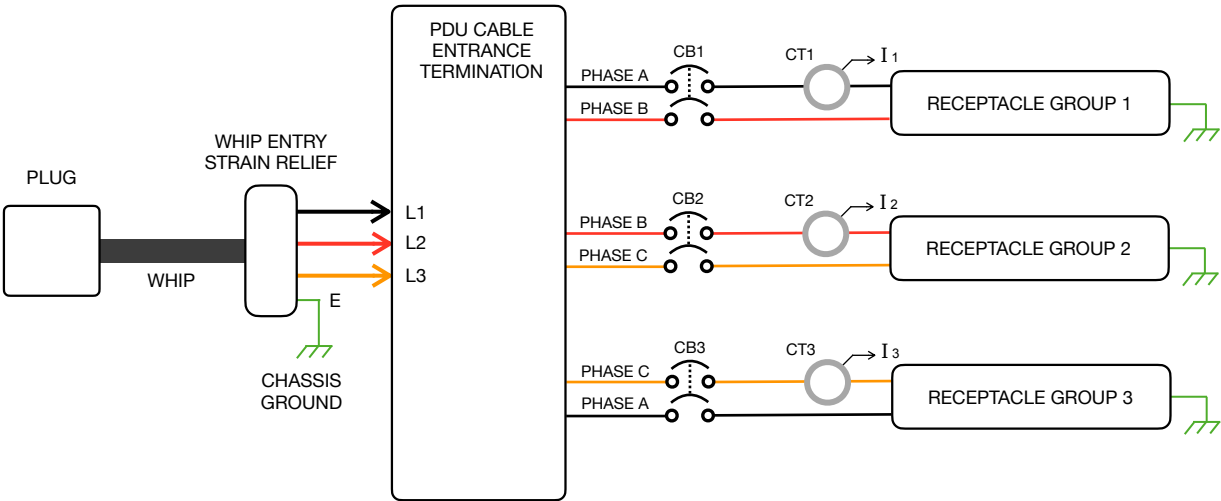 PLUG
WHIP
WHIP ENTRY
STRAIN RELIEF
E
CHASSIS
GROUND
PDU CABLE
ENTRANCE
TERMINATION
L1
L2
L3
PHASE A
PHASE B
CB1
CT1
I 1
RECEPTACLE GROUP 1
PHASE B
PHASE C
CB2
CT2
I 2
RECEPTACLE GROUP 2
PHASE C
PHASE A
CB3
CT3
I 3
RECEPTACLE GROUP 3